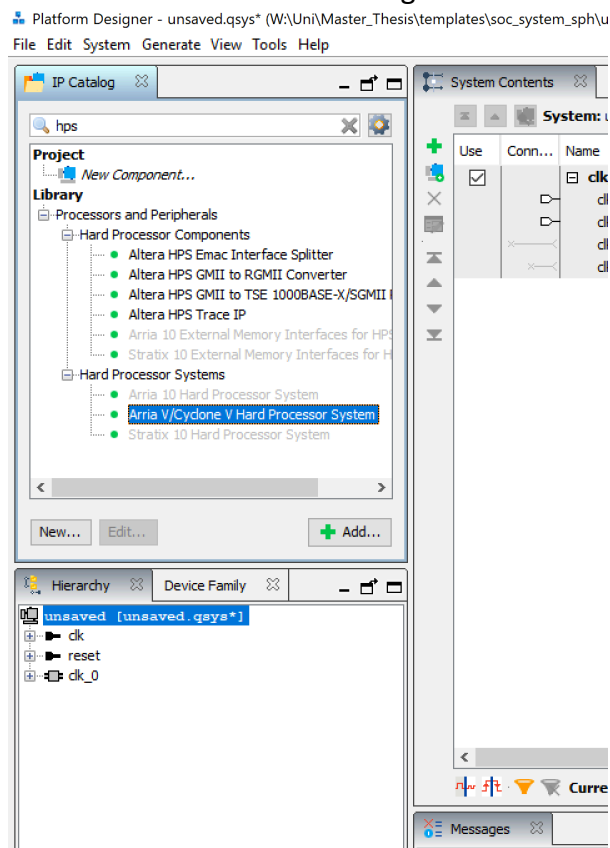 Platform Designer - unsaved.qsys* (W:\Uni\Master_Thesis\templates\soc_system_sph\u
File Edit System Generate View Tools Help
IP Catalog
hps
Project
New Component...
Library
Processors and Peripherals
Hard Processor Components
Altera HPS Emac Interface Splitter
Altera HPS GMII to RGMII Converter
Altera HPS GMII to TSE 1000BASE-X/SGMII
Altera HPS Trace IP
Arria 10 External Memory Interfaces for HPS
Stratix 10 External Memory Interfaces for H
Hard Processor Systems
Arria 10 Hard Processor System
Arria V/Cyclone V Hard Processor System
Stratix 10 Hard Processor System
New... Edit... Add...
Hierarchy Device Family
unsaved [unsaved.qsys*]
clk
reset
clk_0
System Contents
System: u
Use Conn... Name
clk
cl
cl
cl
cl
Curre
Messages